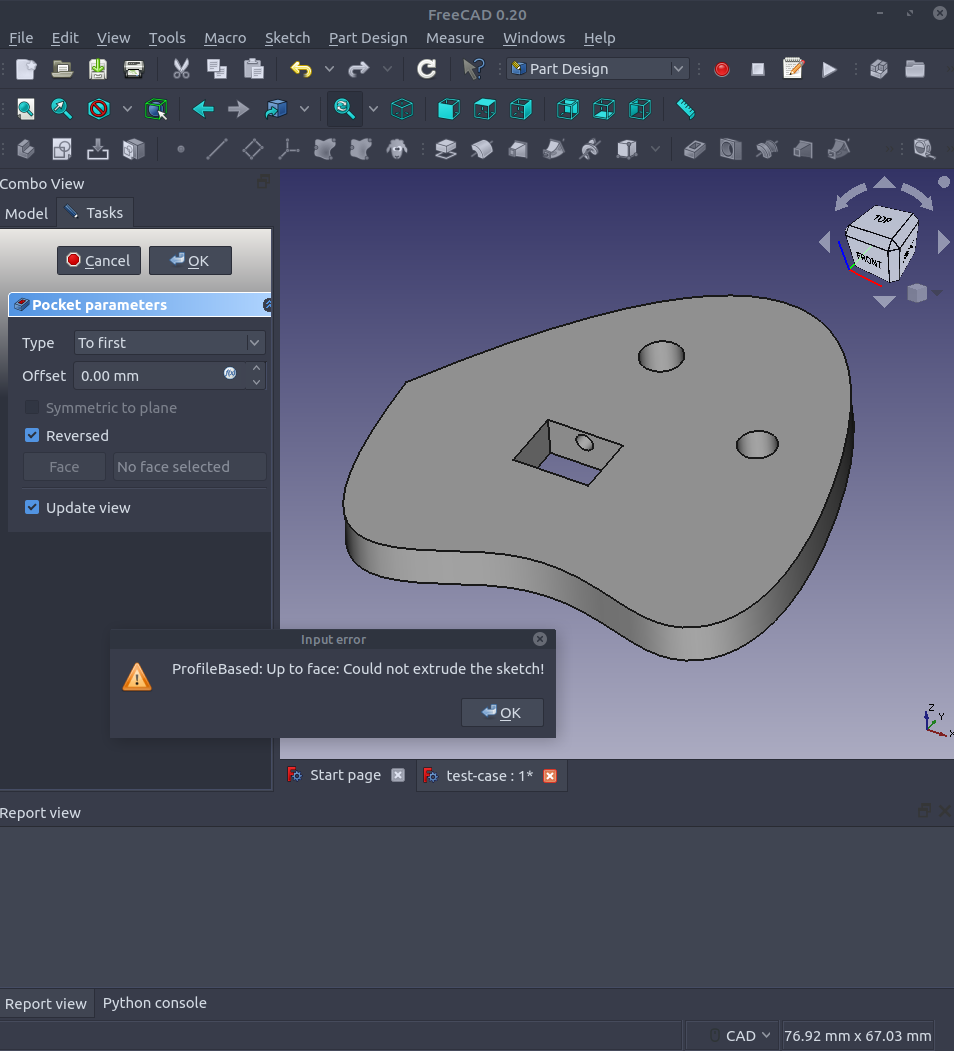 FreeCAD 0.20
File Edit View Tools Macro Sketch Part Design Measure Windows Help
Part Design
Combo View
Model Tasks
Cancel OK
Pocket parameters
Type To first
Offset 0.00 mm
Symmetric to plane
Reversed
Face No face selected
Update view
TOP
FRONT
Input error
ProfileBased: Up to face: Could not extrude the sketch!
OK
Z
Y
X
Start page test-case : 1*
Report view
Report view Python console
CAD 76.92 mm x 67.03 mm